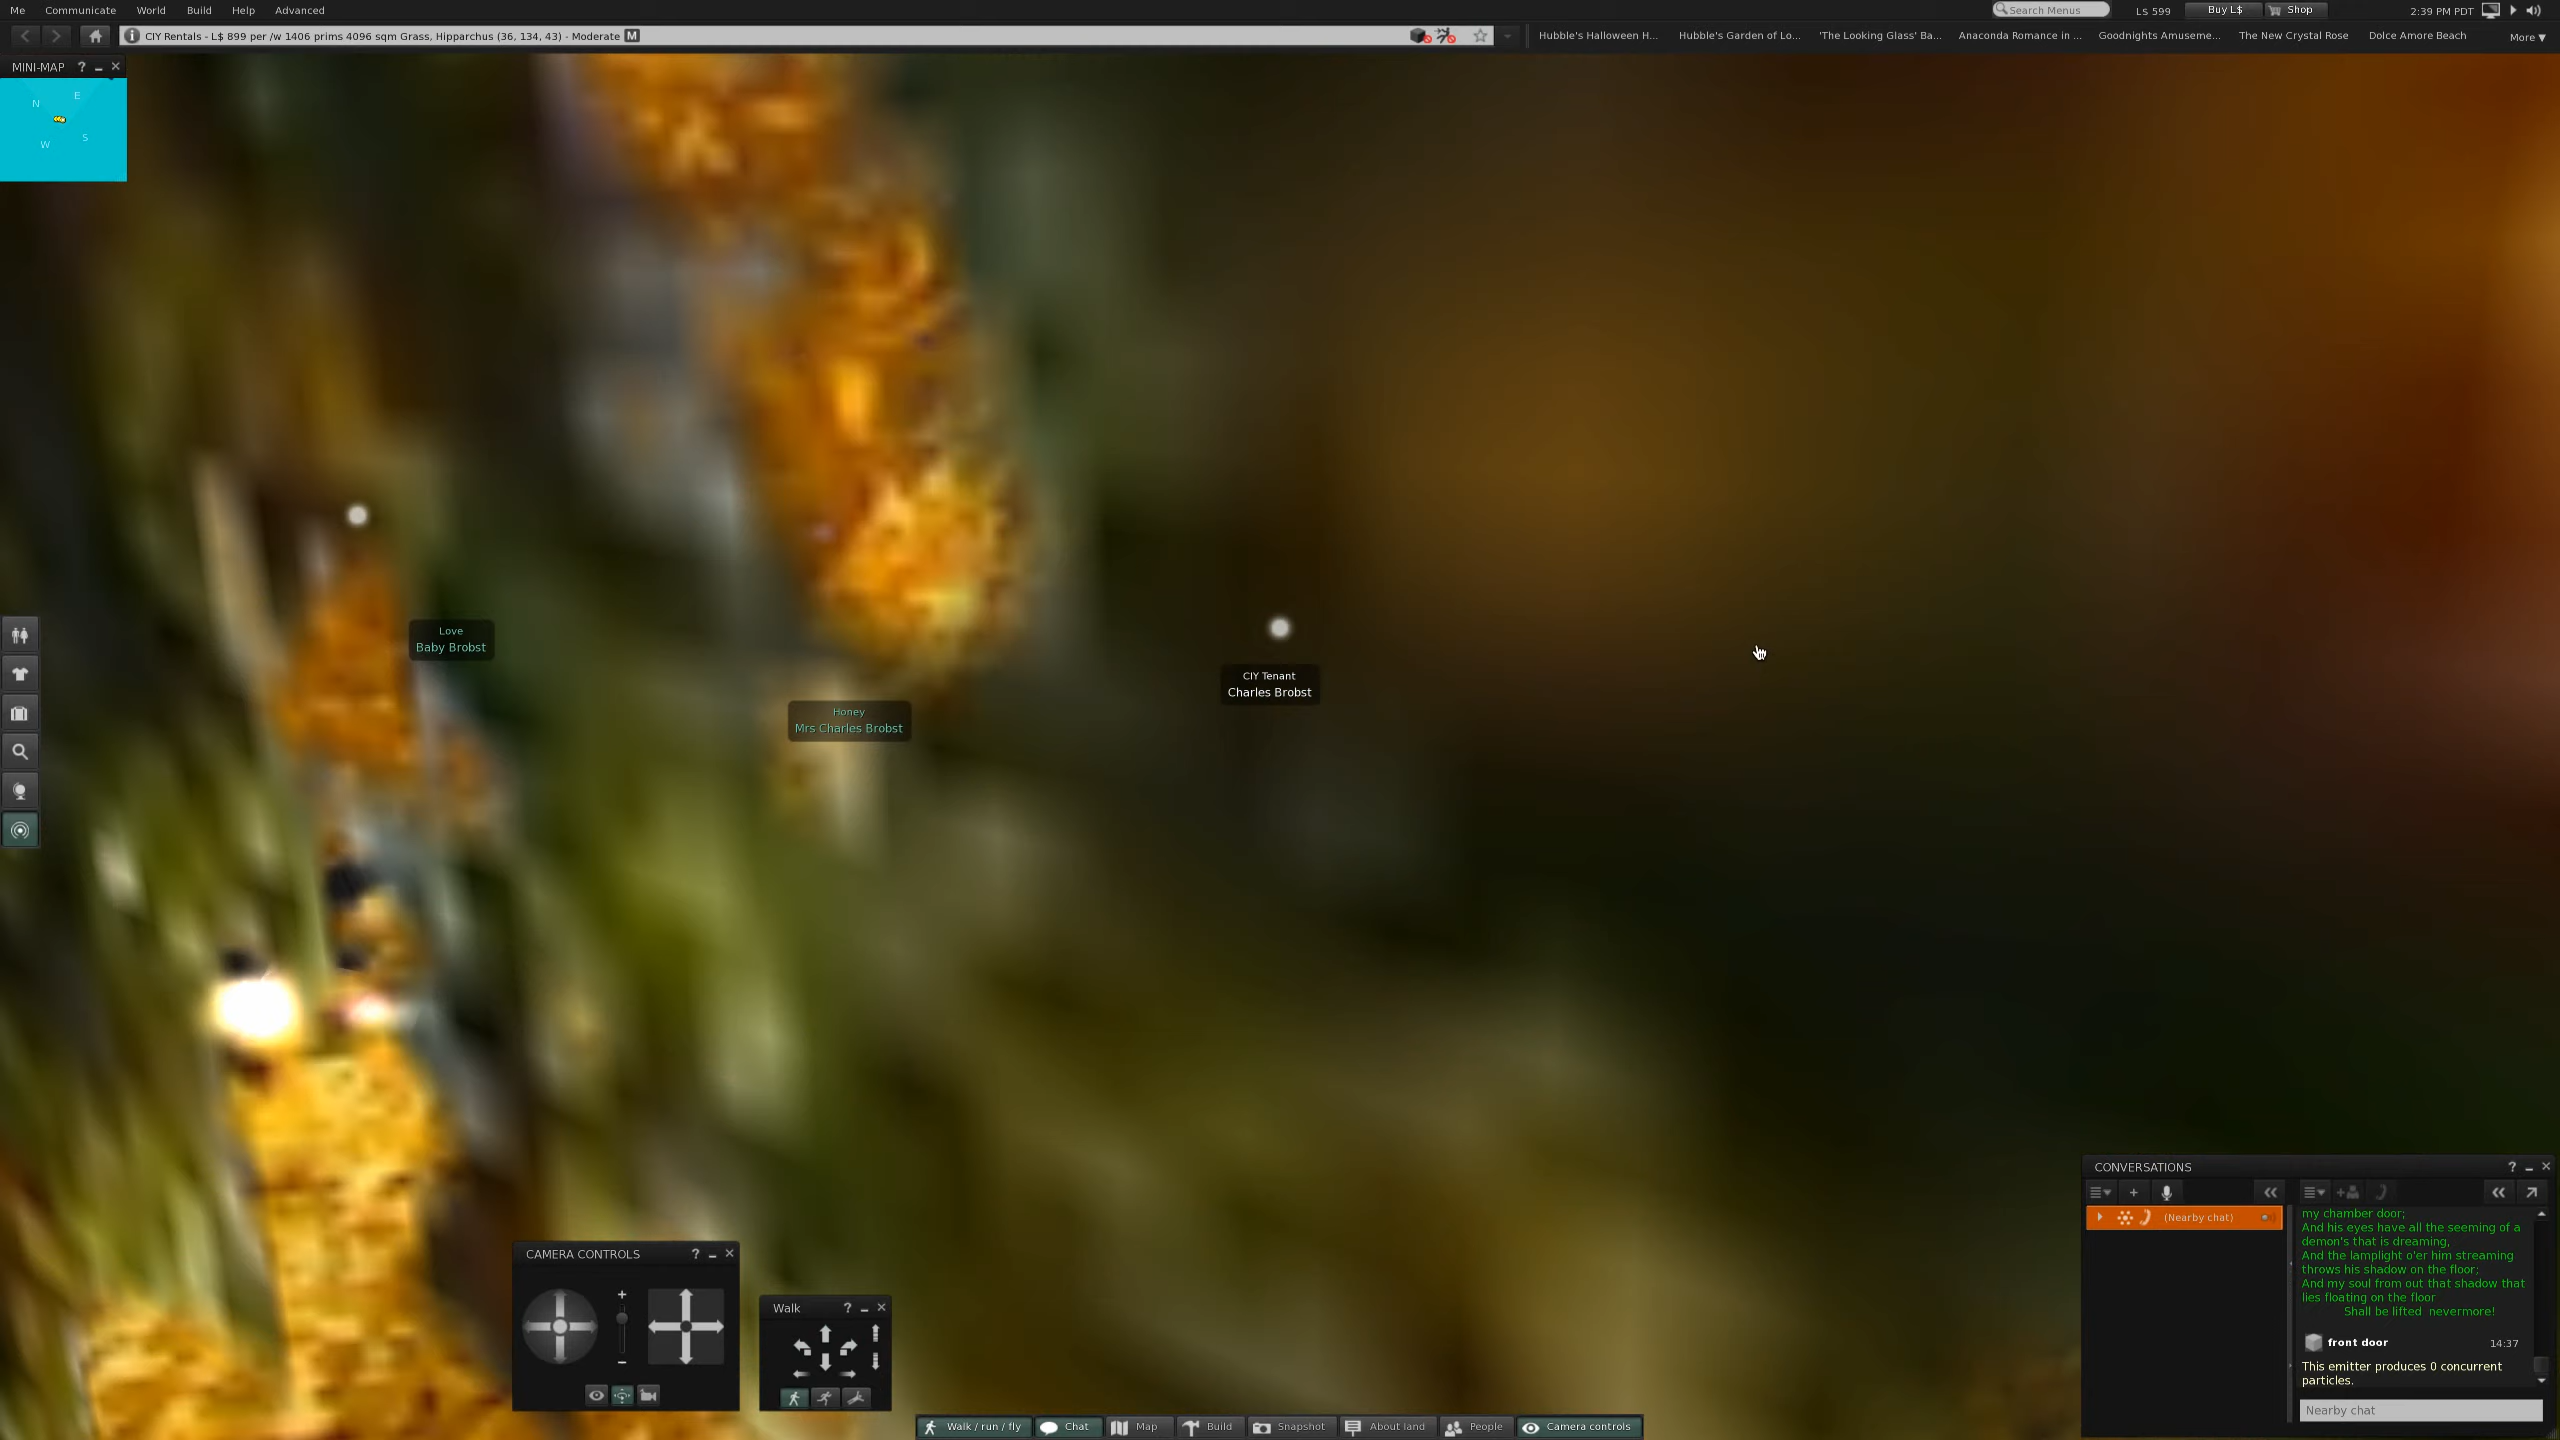 Me Communicate World Build Help Advanced
Search Menus
L$ 599
Buy L$
Shop
2:39 PM PDT
CIY Rentals - L$ 899 per /w 1406 prims 4096 sqm Grass, Hipparchus (36, 134, 43) - Moderate M
Hubble's Halloween H...
Hubble's Garden of Lo...
'The Looking Glass' Ba...
Anaconda Romance in ...
Goodnights Amuseme...
The New Crystal Rose
Dolce Amore Beach
More ▼
MINI-MAP ?
N E
W S
Love
Baby Brobst
Honey
Mrs Charles Brobst
CIY Tenant
Charles Brobst
CONVERSATIONS ?
(Nearby chat)
my chamber door;
And his eyes have all the seeming of a
demon's that is dreaming,
And the lamplight o'er him streaming
throws his shadow on the floor;
And my soul from out that shadow that
lies floating on the floor
Shall be lifted nevermore!
front door 14:37
This emitter produces 0 concurrent
particles.
Nearby chat
CAMERA CONTROLS ?
Walk ?
Walk / run / fly
Chat
Map
Build
Snapshot
About land
People
Camera controls